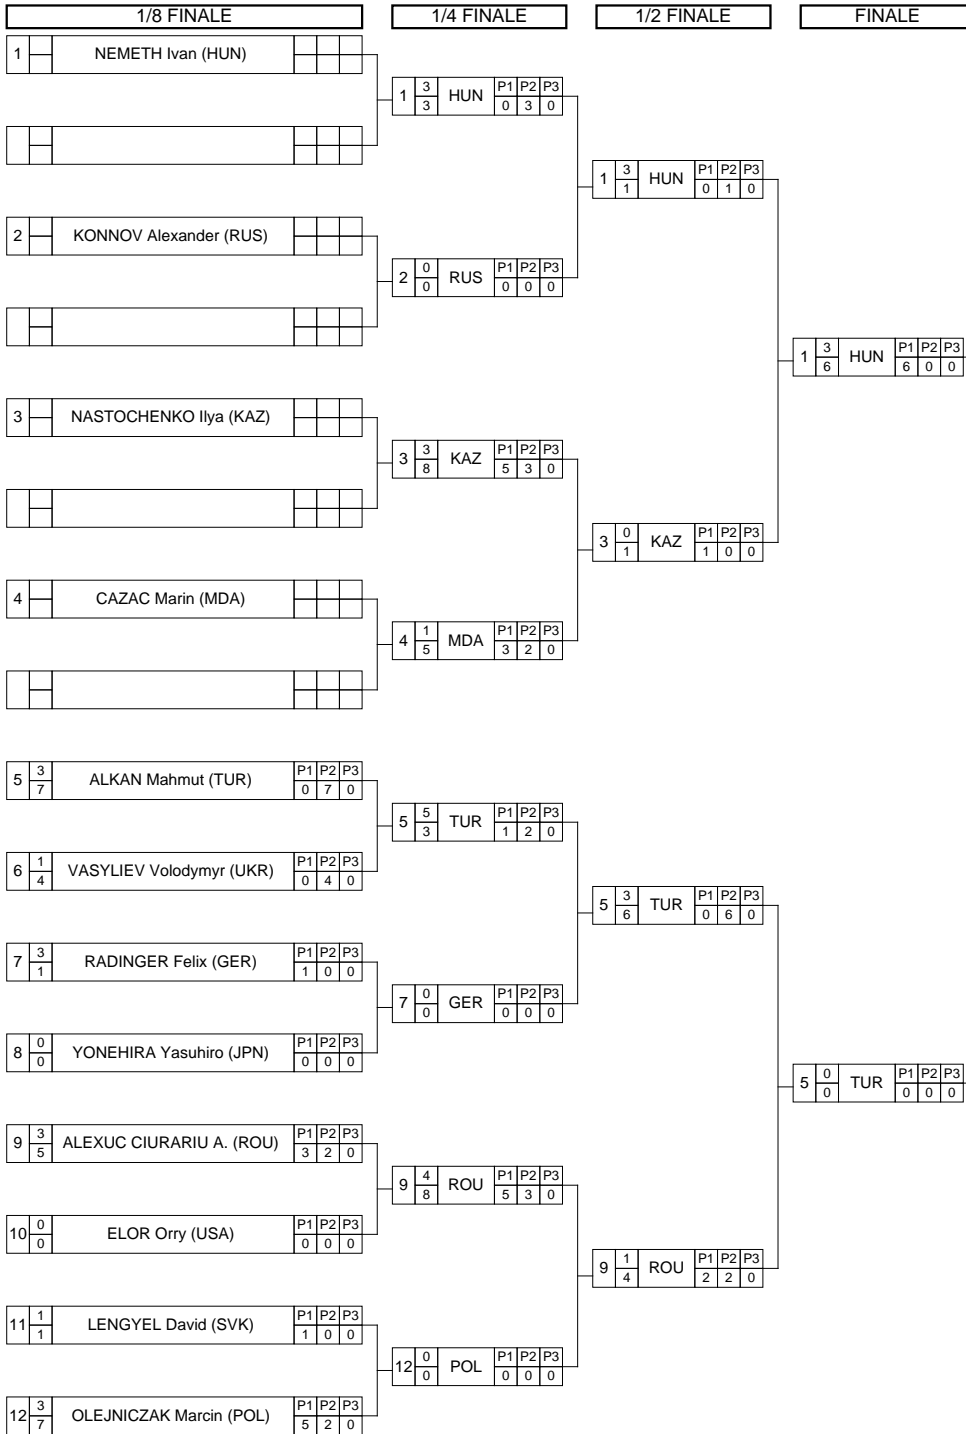 1/8 FINALE 1/4 FINALE 1/2 FINALE FINALE
1 NEMETH Ivan (HUN)
1 3 HUN P1 P2 P3
3 0 3 0
1 3 HUN P1 P2 P3
1 0 1 0
2 KONNOV Alexander (RUS)
2 0 RUS P1 P2 P3
0 0 0 0
1 3 HUN P1 P2 P3
6 6 0 0
3 NASTOCHENKO Ilya (KAZ)
3 3 KAZ P1 P2 P3
8 5 3 0
3 0 KAZ P1 P2 P3
1 1 0 0
4 CAZAC Marin (MDA)
4 1 MDA P1 P2 P3
5 3 2 0
5 3 ALKAN Mahmut (TUR) P1 P2 P3
7 0 7 0
5 5 TUR P1 P2 P3
3 1 2 0
6 1 VASYLIEV Volodymyr (UKR) P1 P2 P3
4 0 4 0
5 3 TUR P1 P2 P3
6 0 6 0
7 3 RADINGER Felix (GER) P1 P2 P3
1 1 0 0
7 0 GER P1 P2 P3
0 0 0 0
8 0 YONEHIRA Yasuhiro (JPN) P1 P2 P3
0 0 0 0
5 0 TUR P1 P2 P3
0 0 0 0
9 3 ALEXUC CIURARIU A. (ROU) P1 P2 P3
5 3 2 0
9 4 ROU P1 P2 P3
8 5 3 0
10 0 ELOR Orry (USA) P1 P2 P3
0 0 0 0
9 1 ROU P1 P2 P3
4 2 2 0
11 1 LENGYEL David (SVK) P1 P2 P3
1 1 0 0
12 0 POL P1 P2 P3
0 0 0 0
12 3 OLEJNICZAK Marcin (POL) P1 P2 P3
7 5 2 0